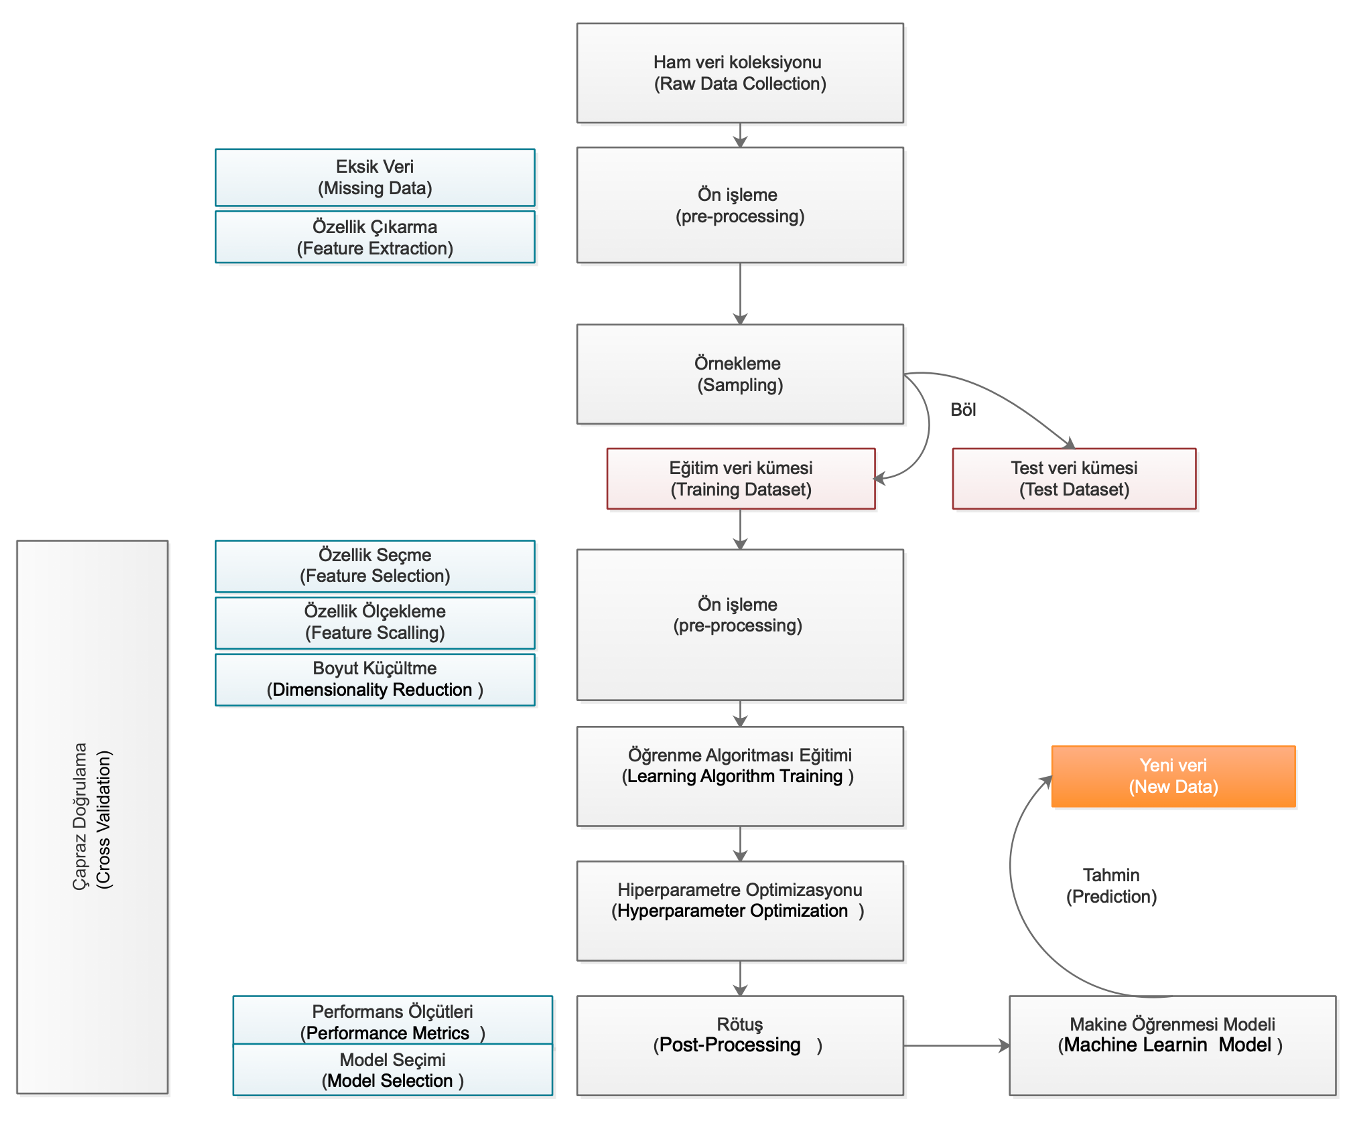 Ham veri koleksiyonu
(Raw Data Collection)
Eksik Veri
(Missing Data)
Özellik Çıkarma
(Feature Extraction)
Ön işleme
(pre-processing)
Örnekleme
(Sampling)
Böl
Eğitim veri kümesi
(Training Dataset)
Test veri kümesi
(Test Dataset)
Çapraz Doğrulama
(Cross Validation)
Özellik Seçme
(Feature Selection)
Özellik Ölçekleme
(Feature Scalling)
Boyut Küçültme
(Dimensionality Reduction )
Ön işleme
(pre-processing)
Öğrenme Algoritması Eğitimi
(Learning Algorithm Training )
Yeni veri
(New Data)
Tahmin
(Prediction)
Hiperparametre Optimizasyonu
(Hyperparameter Optimization )
Performans Ölçütleri
(Performance Metrics )
Model Seçimi
(Model Selection )
Rötuş
(Post-Processing )
Makine Öğrenmesi Modeli
(Machine Learnin Model )